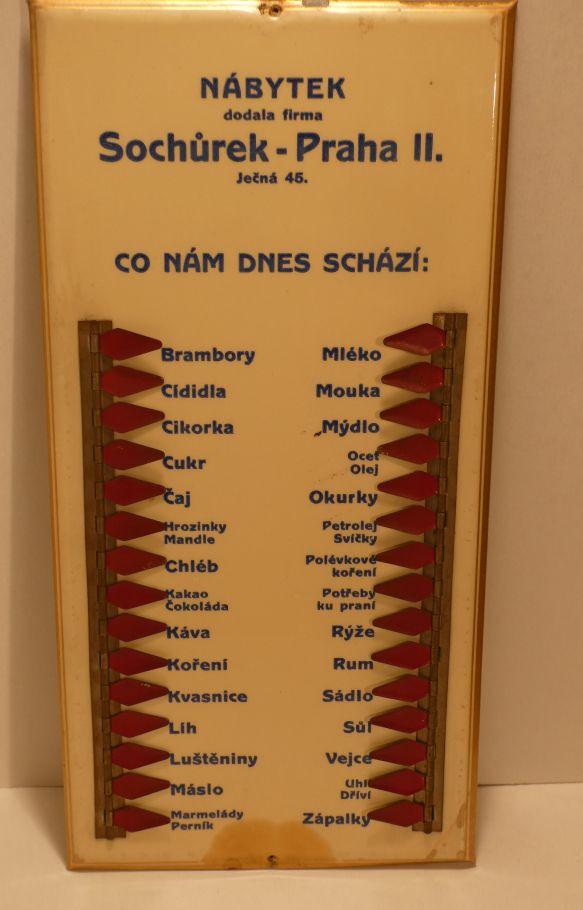 NÁBYTEK
dodala firma
Sochůrek - Praha II.
Ječná 45.
CO NÁM DNES SCHÁZÍ:
Brambory
Cídidla
Cikorka
Cukr
Čaj
Hrozinky
Mandle
Chléb
Kakao
Čokoláda
Káva
Koření
Kvasnice
Líh
Luštěniny
Máslo
Marmelády
Perník
Mléko
Mouka
Mýdlo
Ocet
Olej
Okurky
Petrolej
Svíčky
Polévkové
koření
Potřeby
ku praní
Rýže
Rum
Sádlo
Sůl
Vejce
Uhlí
Dříví
Zápalky